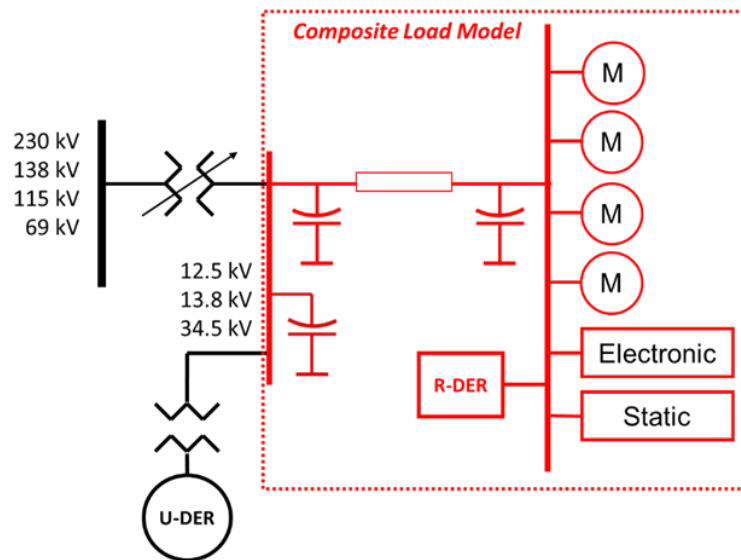 Composite Load Model
230 kV
138 kV
115 kV
69 kV
M
M
M
M
12.5 kV
13.8 kV
34.5 kV
Electronic
R-DER
Static
U-DER